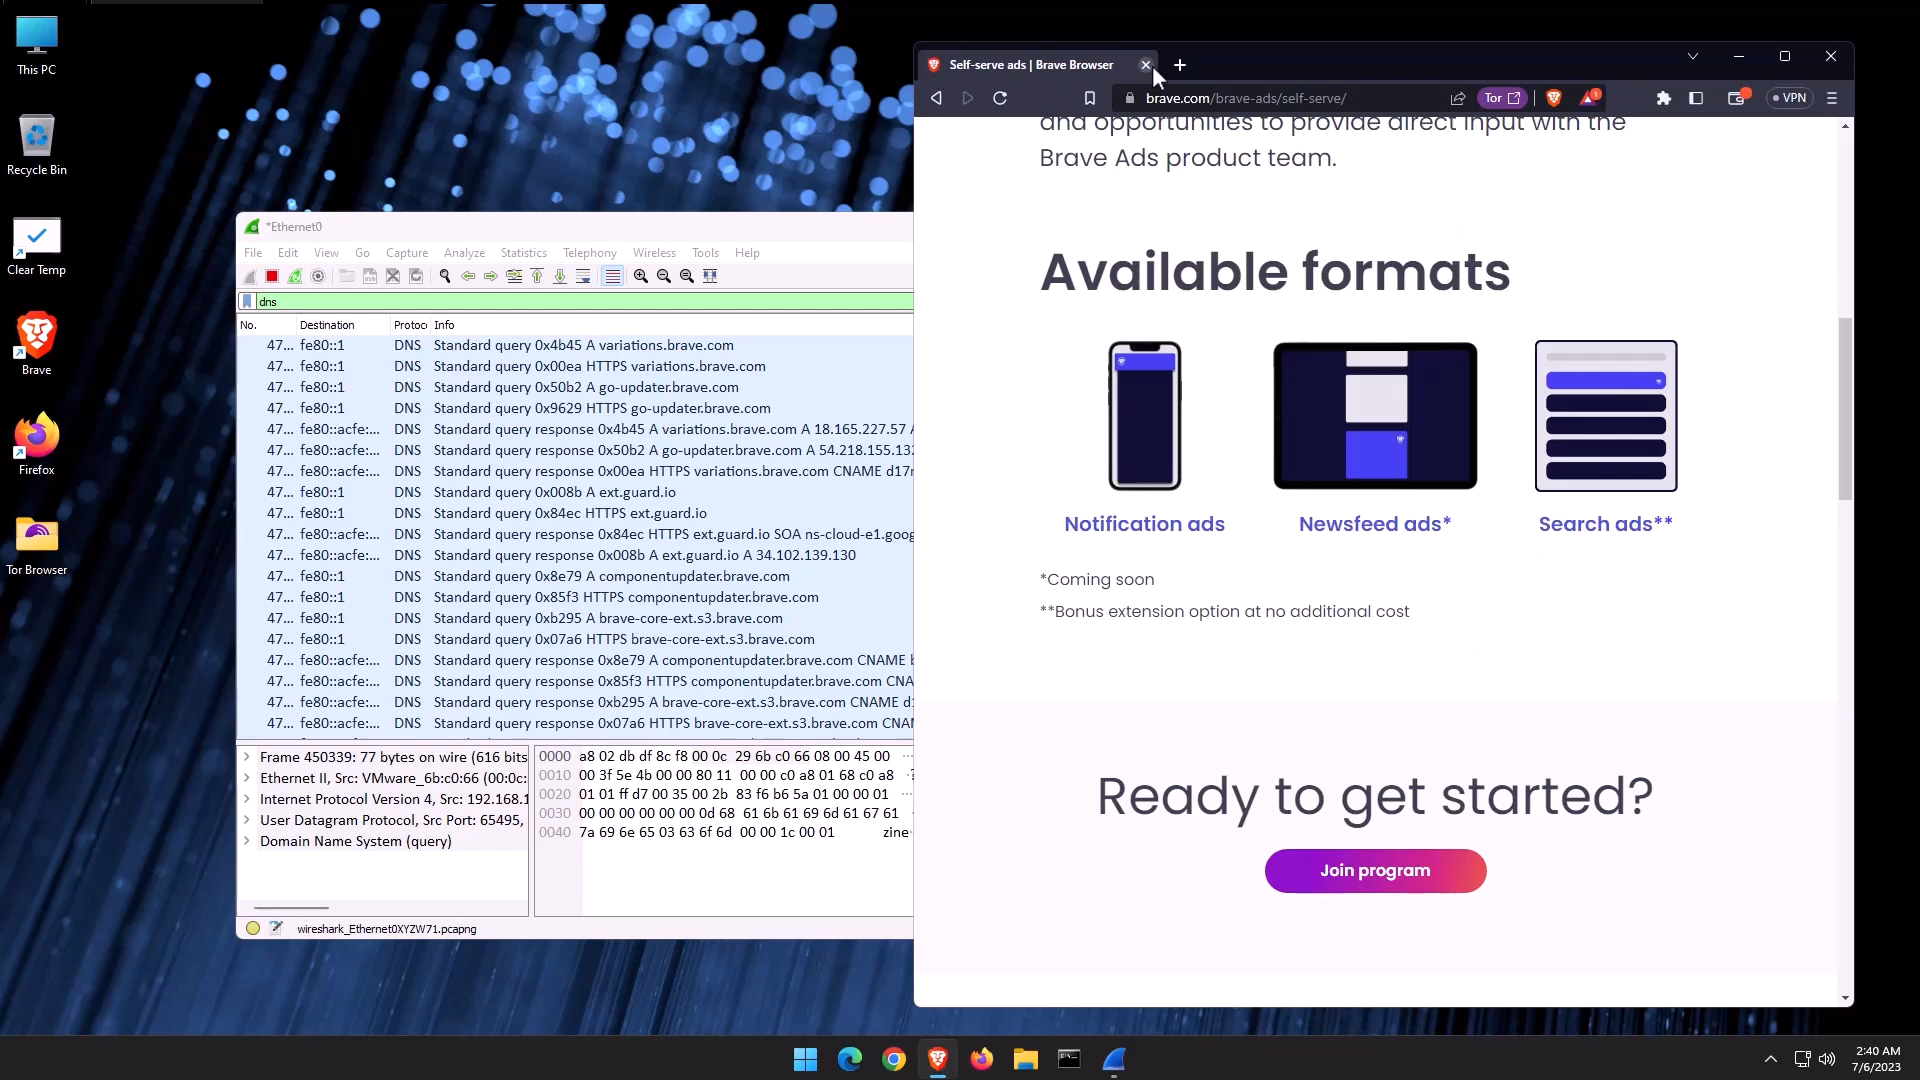 This PC
Recycle Bin
Clear Temp
Brave
Firefox
Tor Browser
*Ethernet0
File Edit View Go Capture Analyze Statistics Telephony Wireless Tools Help
dns
No. Destination Protoc Info
47... fe80::1 DNS Standard query 0x4b45 A variations.brave.com
47... fe80::1 DNS Standard query 0x00ea HTTPS variations.brave.com
47... fe80::1 DNS Standard query 0x50b2 A go-updater.brave.com
47... fe80::1 DNS Standard query 0x9629 HTTPS go-updater.brave.com
47... fe80::acfe:... DNS Standard query response 0x4b45 A variations.brave.com A 18.165.227.57 A
47... fe80::acfe:... DNS Standard query response 0x50b2 A go-updater.brave.com A 54.218.155.132
47... fe80::acfe:... DNS Standard query response 0x00ea HTTPS variations.brave.com CNAME d17r
47... fe80::1 DNS Standard query 0x008b A ext.guard.io
47... fe80::1 DNS Standard query 0x84ec HTTPS ext.guard.io
47... fe80::acfe:... DNS Standard query response 0x84ec HTTPS ext.guard.io SOA ns-cloud-e1.goog
47... fe80::acfe:... DNS Standard query response 0x008b A ext.guard.io A 34.102.139.130
47... fe80::1 DNS Standard query 0x8e79 A componentupdater.brave.com
47... fe80::1 DNS Standard query 0x85f3 HTTPS componentupdater.brave.com
47... fe80::1 DNS Standard query 0xb295 A brave-core-ext.s3.brave.com
47... fe80::1 DNS Standard query 0x07a6 HTTPS brave-core-ext.s3.brave.com
47... fe80::acfe:... DNS Standard query response 0x8e79 A componentupdater.brave.com CNAME b
47... fe80::acfe:... DNS Standard query response 0x85f3 HTTPS componentupdater.brave.com CNA
47... fe80::acfe:... DNS Standard query response 0xb295 A brave-core-ext.s3.brave.com CNAME d1
47... fe80::acfe:... DNS Standard query response 0x07a6 HTTPS brave-core-ext.s3.brave.com CNAM
Frame 450339: 77 bytes on wire (616 bits
Ethernet II, Src: VMware_6b:c0:66 (00:0c:
Internet Protocol Version 4, Src: 192.168.1
User Datagram Protocol, Src Port: 65495,
Domain Name System (query)
0000 a8 02 db df 8c f8 00 0c 29 6b c0 66 08 00 45 00
0010 00 3f 5e 4b 00 00 80 11 00 00 c0 a8 01 68 c0 a8 ·?
0020 01 01 ff d7 00 35 00 2b 83 f6 b6 5a 01 00 00 01
0030 00 00 00 00 00 00 0d 68 61 6b 61 69 6d 61 67 61
0040 7a 69 6e 65 03 63 6f 6d 00 00 1c 00 01 zine·
wireshark_Ethernet0XYZW71.pcapng
Self-serve ads | Brave Browser
brave.com/brave-ads/self-serve/
Tor
1
VPN
and opportunities to provide direct input with the
Brave Ads product team.
Available formats
Notification ads
Newsfeed ads*
Search ads**
*Coming soon
**Bonus extension option at no additional cost
Ready to get started?
Join program
2:40 AM
7/6/2023